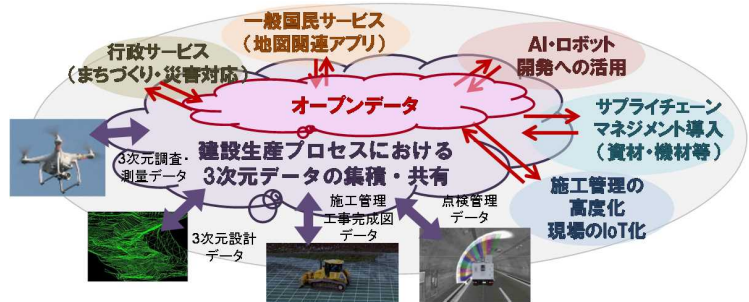 一般国民サービス
（地図関連アプリ）
行政サービス
（まちづくり・災害対応）
AI・ロボット
開発への活用
オープンデータ
サプライチェーン
マネジメント導入
（資材・機材等）
建設生産プロセスにおける
3次元データの集積・共有
3次元調査・
測量データ
施工管理の
高度化
現場のIoT化
3次元設計
データ
施工管理
工事完成図
データ
点検管理
データ